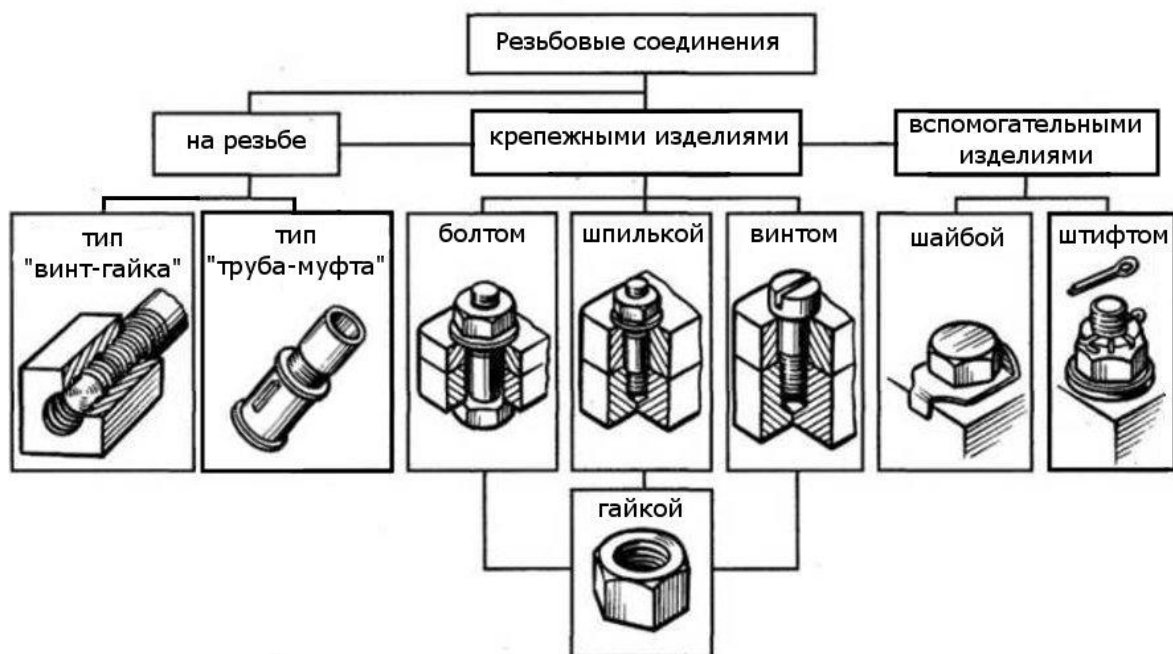 Резьбовые соединения
на резьбе
крепежными изделиями
вспомогательными
изделиями
тип
"винт-гайка"
тип
"труба-муфта"
болтом
шпилькой
винтом
шайбой
штифтом
гайкой